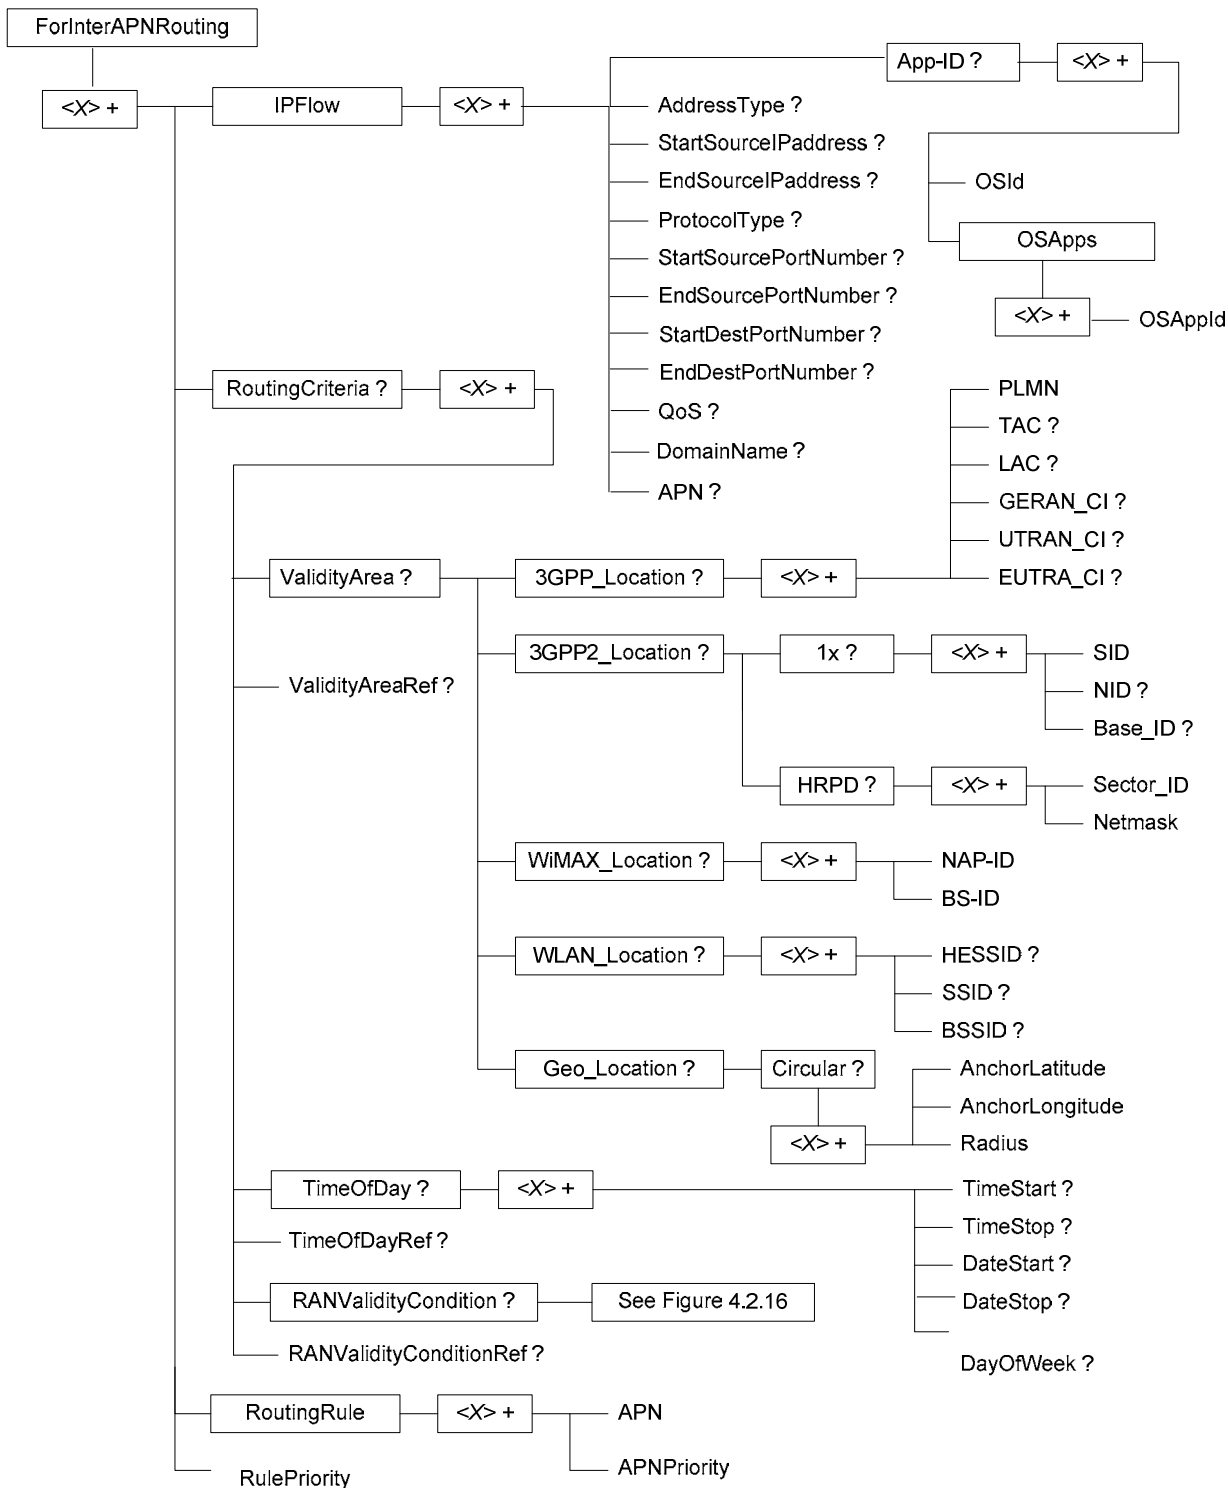 ForInterAPNRouting
<X> +
IPFlow
<X> +
App-ID ?
<X> +
AddressType ?
StartSourceIPaddress ?
EndSourceIPaddress ?
ProtocolType ?
StartSourcePortNumber ?
EndSourcePortNumber ?
StartDestPortNumber ?
EndDestPortNumber ?
QoS ?
DomainName ?
APN ?
OSId
OSApps
<X> +
OSAppId
RoutingCriteria ?
<X> +
ValidityArea ?
3GPP_Location ?
<X> +
PLMN
TAC ?
LAC ?
GERAN_CI ?
UTRAN_CI ?
EUTRA_CI ?
3GPP2_Location ?
1x ?
<X> +
SID
NID ?
Base_ID ?
ValidityAreaRef ?
HRPD ?
<X> +
Sector_ID
Netmask
WiMAX_Location ?
<X> +
NAP-ID
BS-ID
WLAN_Location ?
<X> +
HESSID ?
SSID ?
BSSID ?
Geo_Location ?
Circular ?
<X> +
AnchorLatitude
AnchorLongitude
Radius
TimeOfDay ?
<X> +
TimeStart ?
TimeStop ?
DateStart ?
DateStop ?
DayOfWeek ?
TimeOfDayRef ?
RANValidityCondition ?
See Figure 4.2.16
RANValidityConditionRef ?
RoutingRule
<X> +
APN
APNPriority
RulePriority